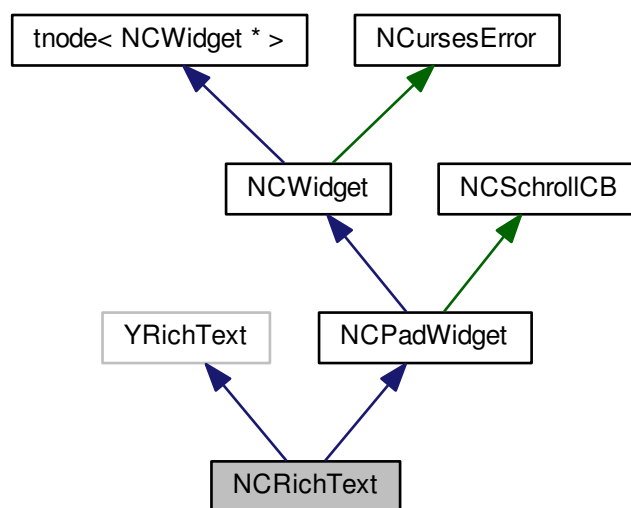 tnode< NCWidget * >
NCursesError
NCWidget
NCSchrollCB
YRichText
NCPadWidget
NCRichText